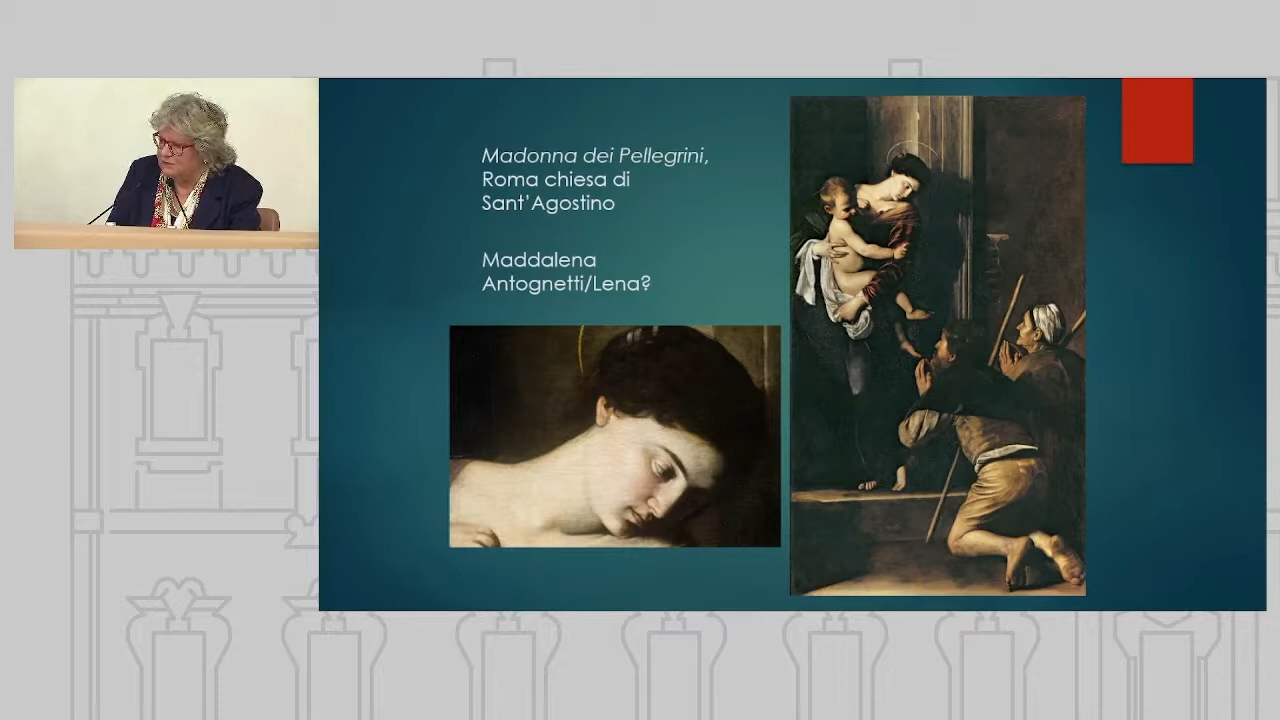 Madonna dei Pellegrini,
Roma chiesa di
Sant'Agostino
Maddalena
Antognetti/Lena?